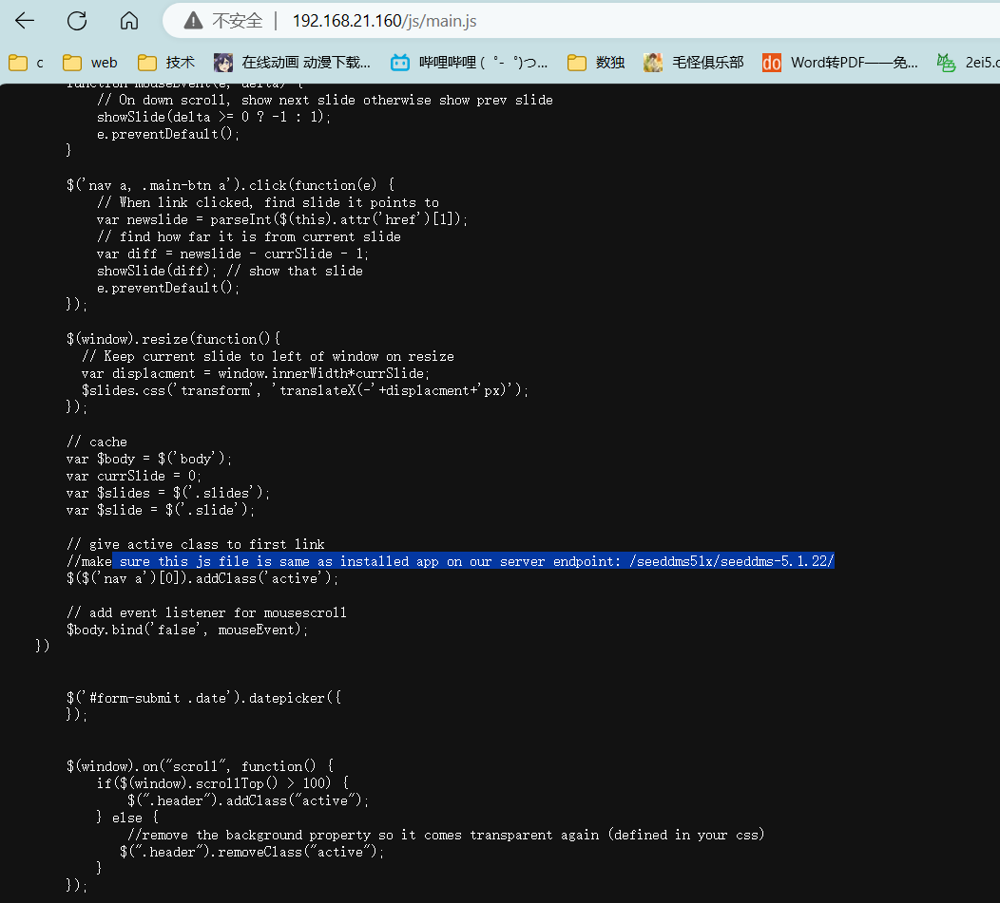 不安全 | 192.168.21.160/js/main.js
c web 技术 在线动画 动漫下载... 哔哩哔哩 ( ゜- ゜)つ... 数独 毛怪俱乐部 do Word转PDF——免... 2ei5.c
function mouseEvent(e, delta) {
// On down scroll, show next slide otherwise show prev slide
showSlide(delta >= 0 ? -1 : 1);
e.preventDefault();
}
$('nav a, .main-btn a').click(function(e) {
// When link clicked, find slide it points to
var newslide = parseInt($(this).attr('href')[1]);
// find how far it is from current slide
var diff = newslide - currSlide - 1;
showSlide(diff); // show that slide
e.preventDefault();
});
$(window).resize(function(){
// Keep current slide to left of window on resize
var displacment = window.innerWidth*currSlide;
$slides.css('transform', 'translateX(-'+displacment+'px)');
});
// cache
var $body = $('body');
var currSlide = 0;
var $slides = $('.slides');
var $slide = $('.slide');
// give active class to first link
//make sure this js file is same as installed app on our server endpoint: /seeddms51x/seeddms-5.1.22/
$($('nav a')[0]).addClass('active');
// add event listener for mousescroll
$body.bind('false', mouseEvent);
})
$('#form-submit .date').datepicker({
});
$(window).on("scroll", function() {
if($(window).scrollTop() > 100) {
$(".header").addClass("active");
} else {
//remove the background property so it comes transparent again (defined in your css)
$(".header").removeClass("active");
}
});